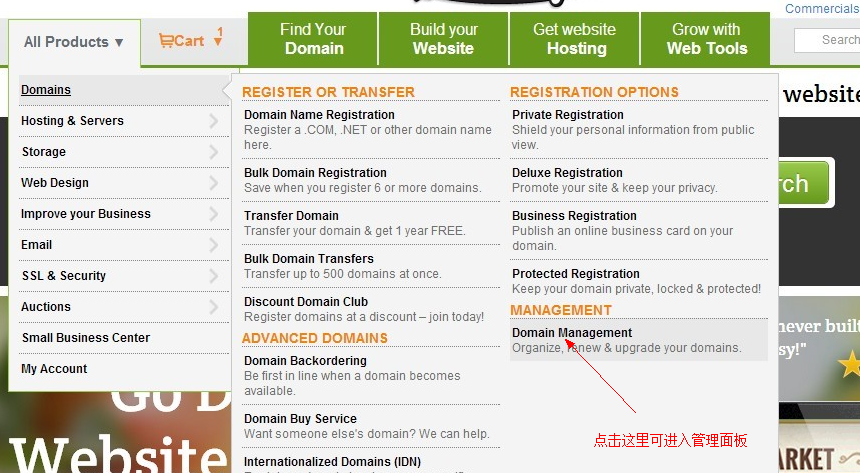 Commercials
All Products ▼
Cart ▼
1
Find Your
Domain
Build your
Website
Get website
Hosting
Grow with
Web Tools
Search
Domains
Hosting & Servers
Storage
Web Design
Improve your Business
Email
SSL & Security
Auctions
Small Business Center
My Account
REGISTER OR TRANSFER
Domain Name Registration
Register a .COM, .NET or other domain name
here.
Bulk Domain Registration
Save when you register 6 or more domains.
Transfer Domain
Transfer your domain & get 1 year FREE.
Bulk Domain Transfers
Transfer up to 500 domains at once.
Discount Domain Club
Register domains at a discount – join today!
ADVANCED DOMAINS
Domain Backordering
Be first in line when a domain becomes
available.
Domain Buy Service
Want someone else's domain? We can help.
Internationalized Domains (IDN)
REGISTRATION OPTIONS
Private Registration
Shield your personal information from public
view.
Deluxe Registration
Promote your site & keep your privacy.
Business Registration
Publish an online business card on your
domain.
Protected Registration
Keep your domain private, locked & protected!
MANAGEMENT
Domain Management
Organize, renew & upgrade your domains.
点击这里可进入管理面板
website
rch
never built
sy!"
Go D
Website
ARKET